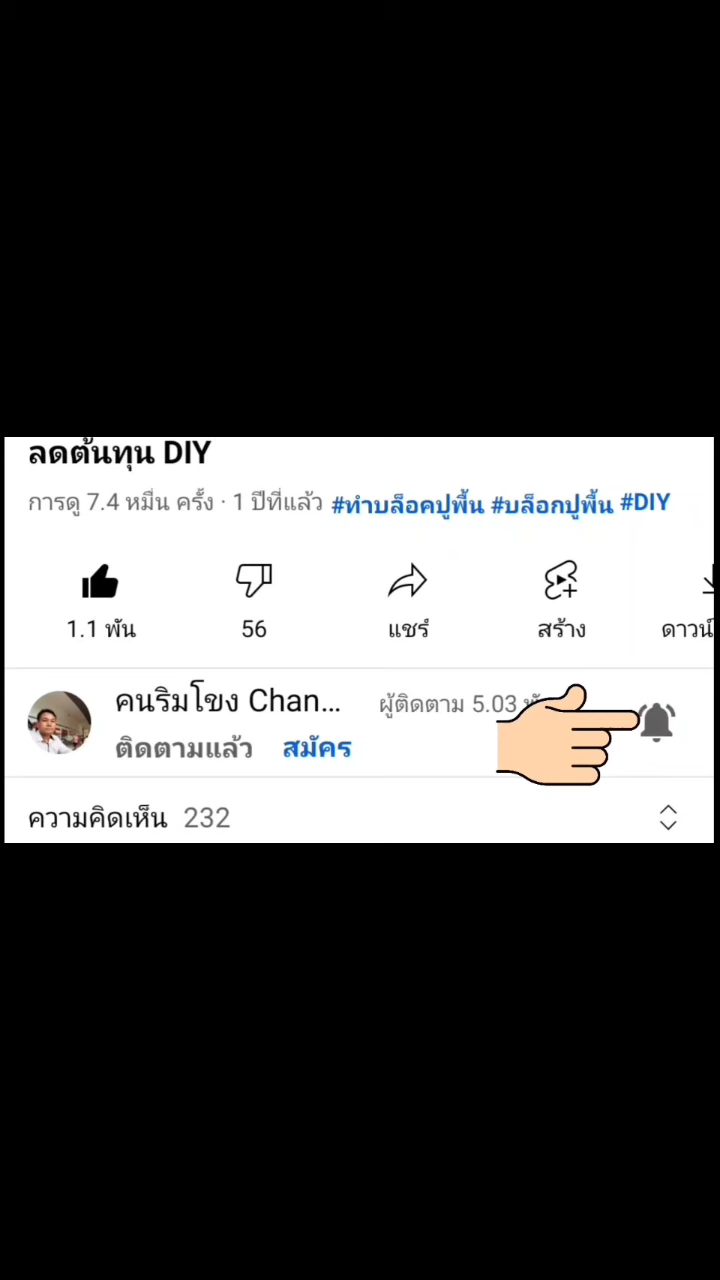 ลดต้นทุน DIY
การดู 7.4 หมื่น ครั้ง · 1 ปีที่แล้ว #ทำบล็อคปูพื้น #บล็อกปูพื้น #DIY
1.1 พัน 56 แชร์ สร้าง ดาวน์
คนริมโขง Chan... ผู้ติดตาม 5.03
ติดตามแล้ว สมัคร
ความคิดเห็น 232